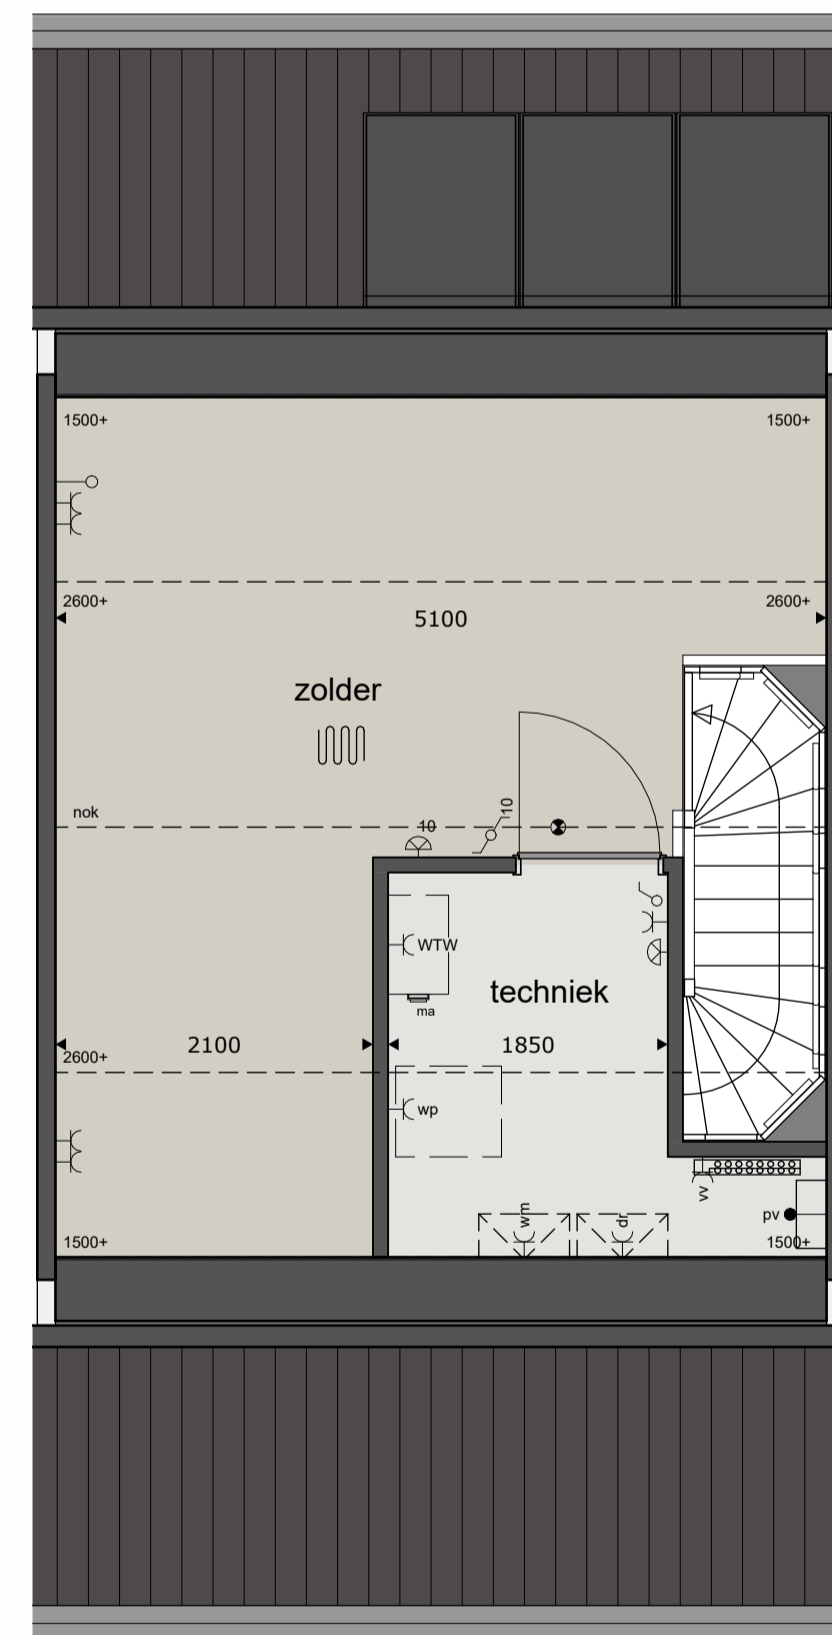 1500+ 1500+
2600+ 2600+
5100
zolder
nok
10
10
WTW
techniek
ma
2100 1850
2600+
wp
vv
wm
dr
pv
1500+ 1500+